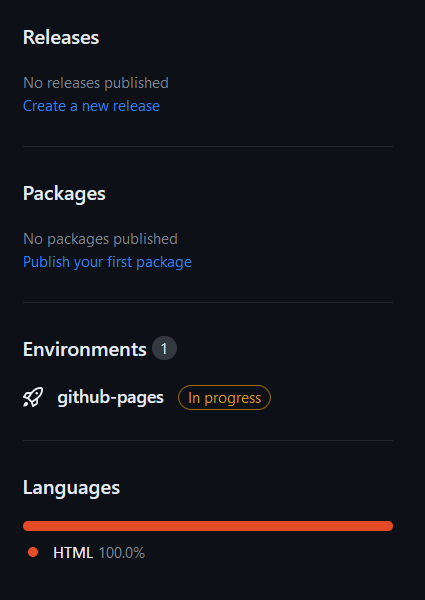 Releases
No releases published
Create a new release
Packages
No packages published
Publish your first package
Environments 1
github-pages In progress
Languages
HTML 100.0%